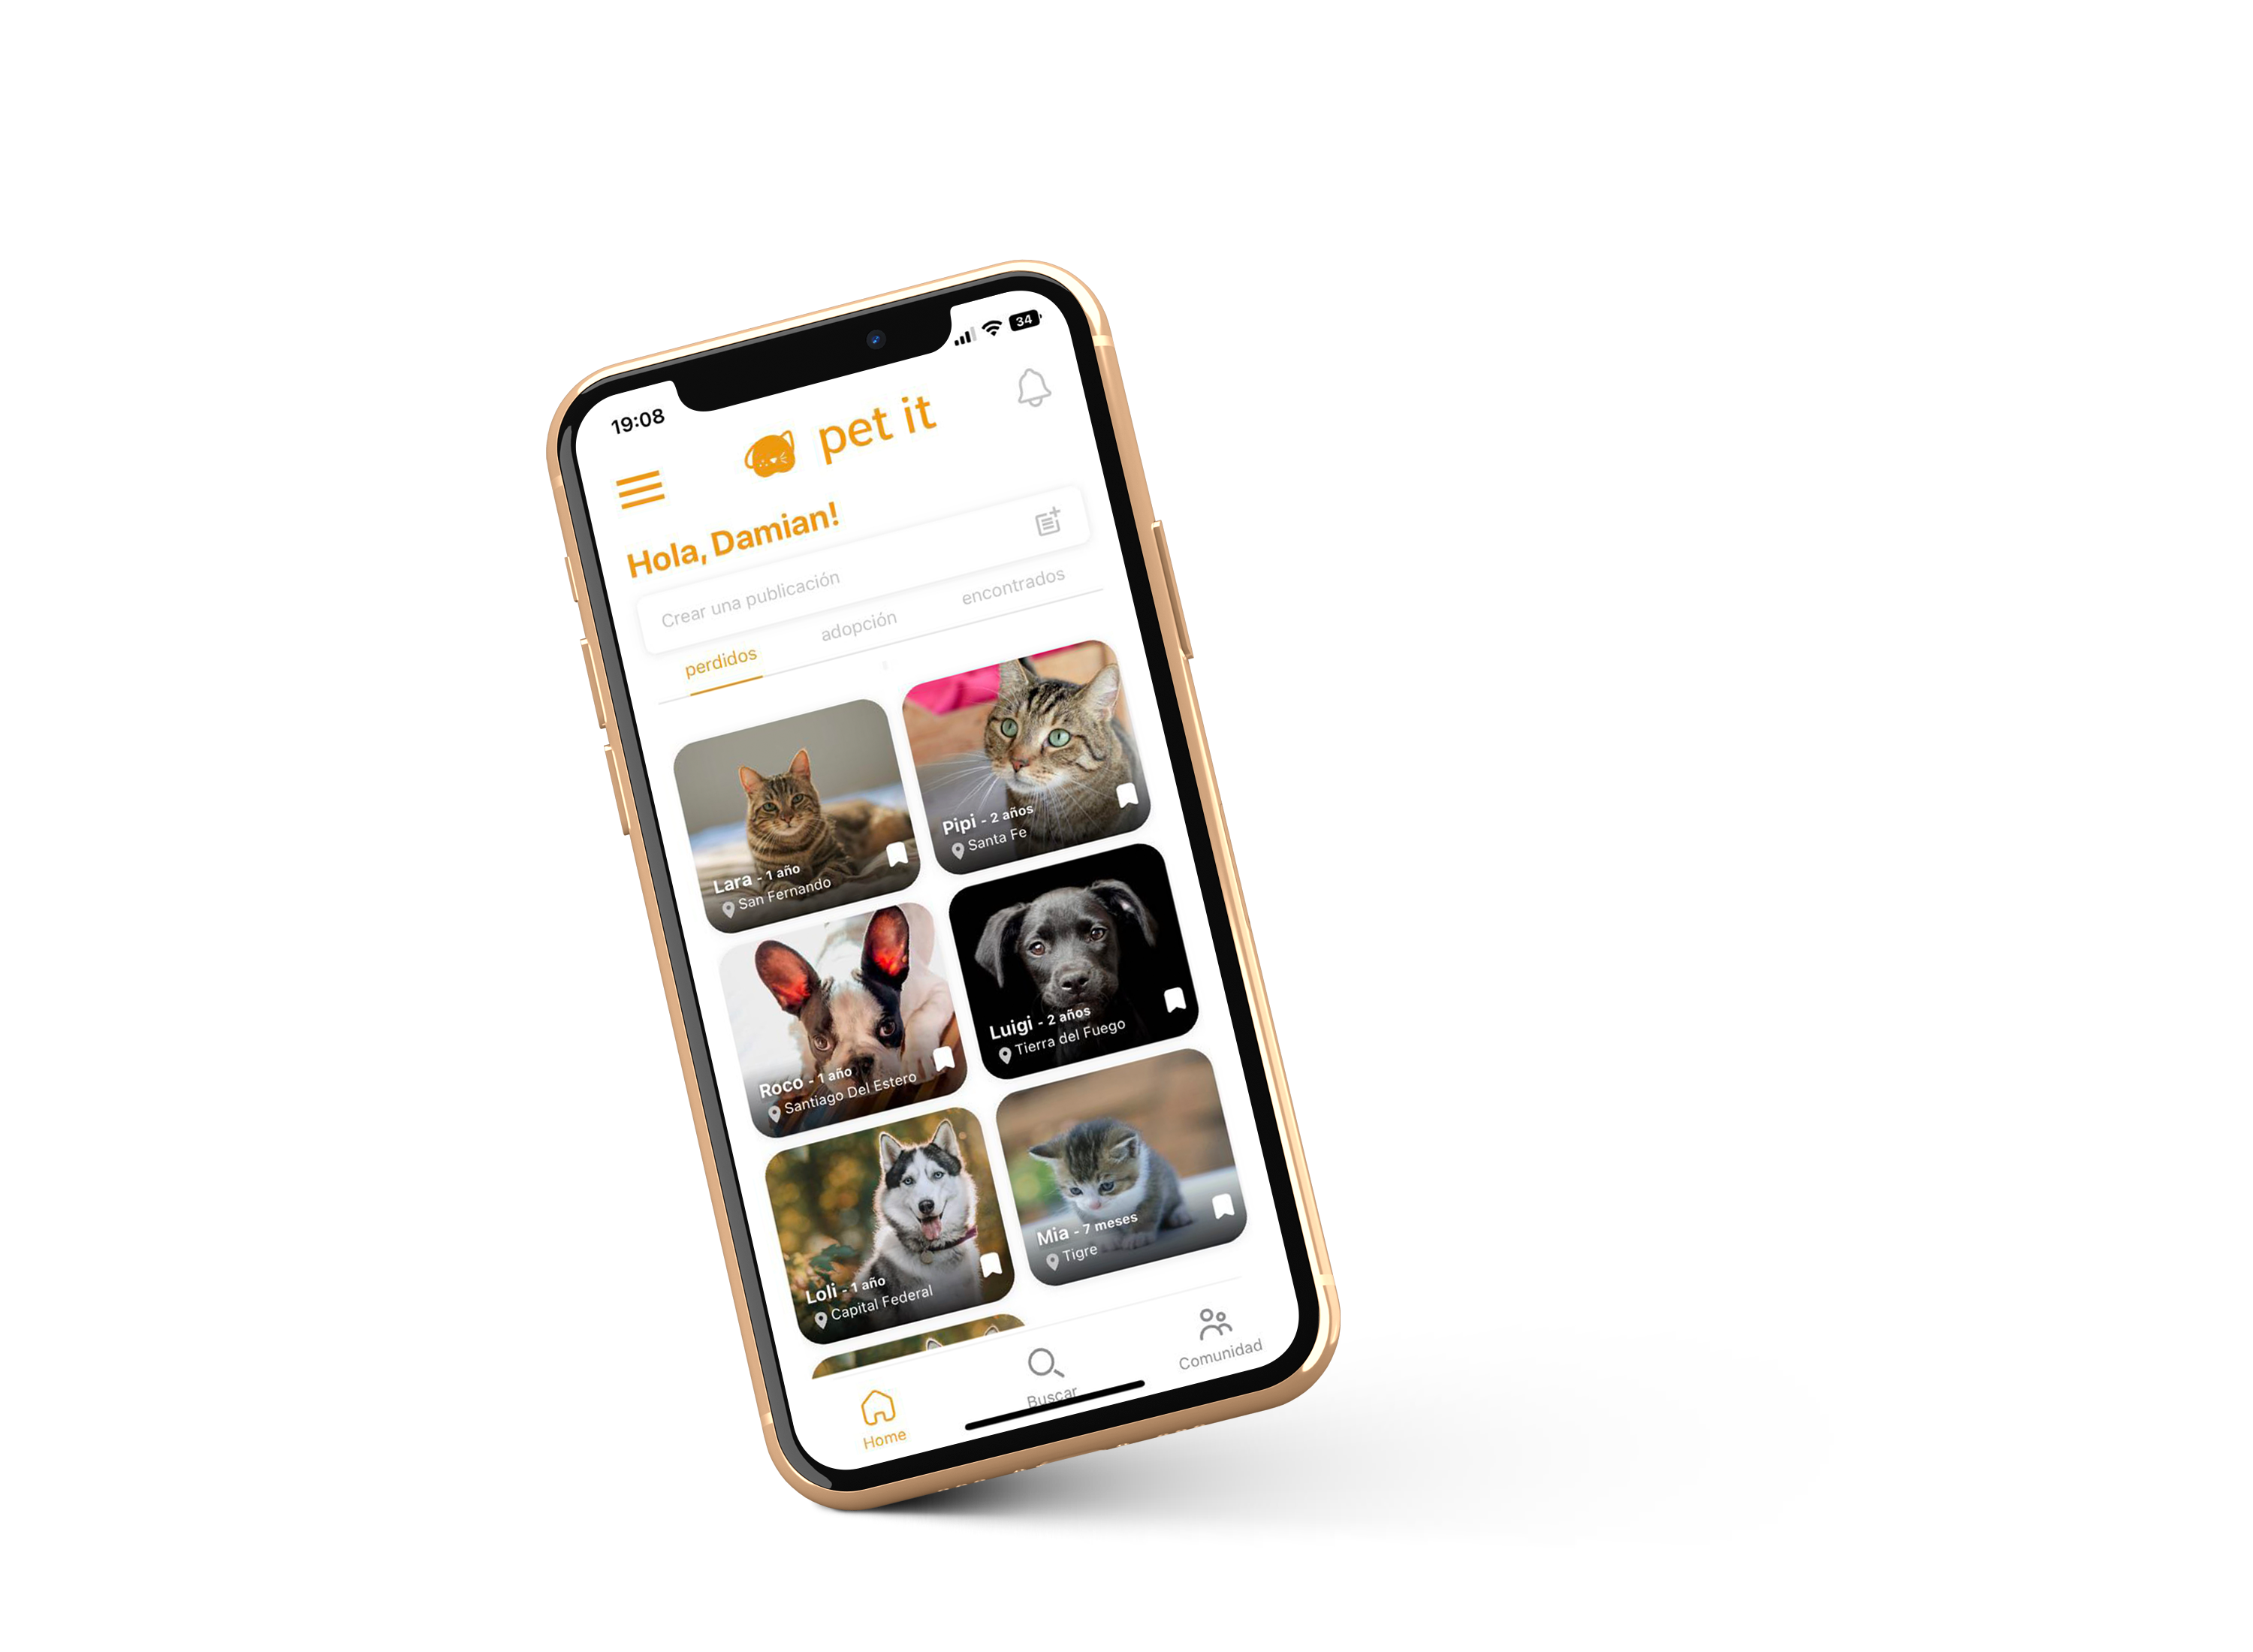 19:08
34
pet it
Hola, Damian!
Crear una publicación
perdidos
adopción
encontrados
Lara - 1 año
San Fernando
Pipi - 2 años
Santa Fe
Roco - 1 año
Santiago Del Estero
Luigi - 2 años
Tierra del Fuego
Loli - 1 año
Capital Federal
Mia - 7 meses
Tigre
Home
Buscar
Comunidad